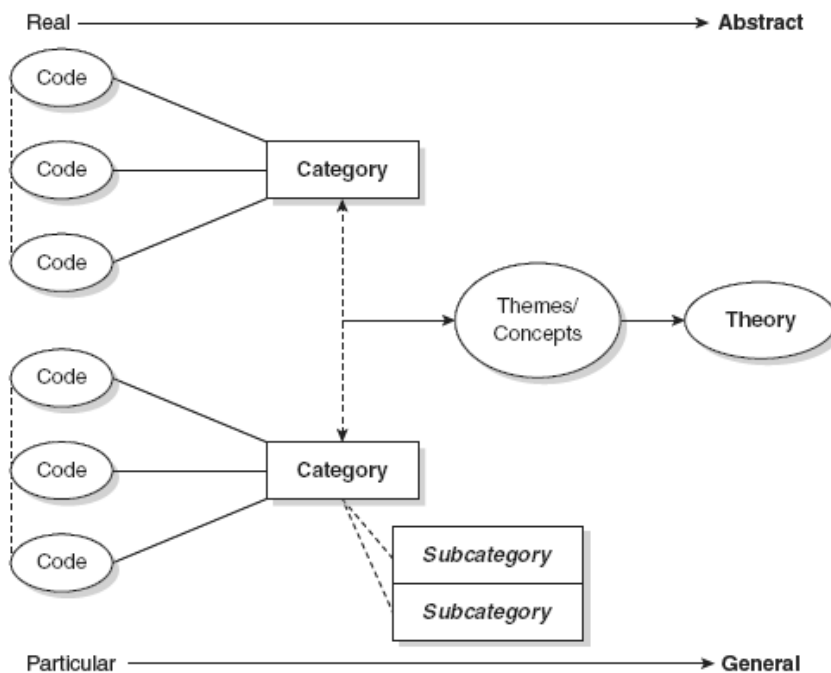 Real
Abstract
Code
Code
Category
Code
Themes/
Concepts
Theory
Code
Code
Category
Code
Subcategory
Subcategory
Particular
General